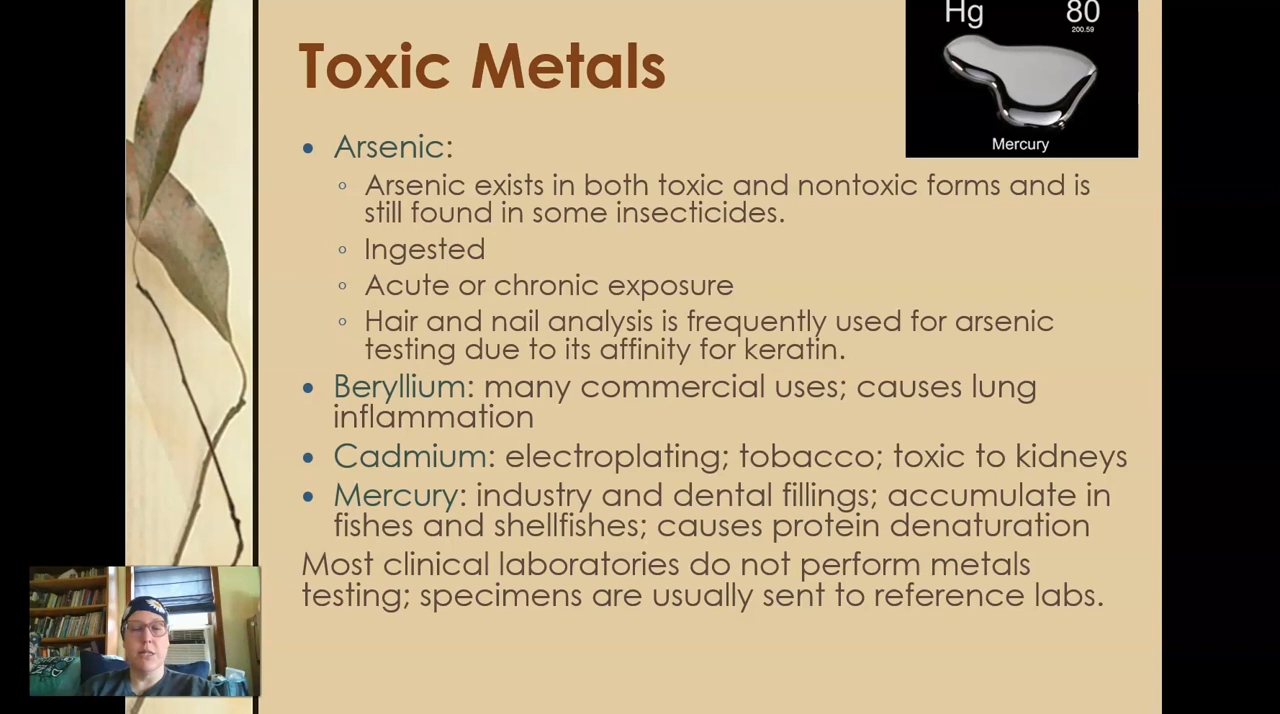 Hg 80
200.59
Mercury
Toxic Metals
• Arsenic:
◦ Arsenic exists in both toxic and nontoxic forms and is
still found in some insecticides.
◦ Ingested
◦ Acute or chronic exposure
◦ Hair and nail analysis is frequently used for arsenic
testing due to its affinity for keratin.
• Beryllium: many commercial uses; causes lung
inflammation
• Cadmium: electroplating; tobacco; toxic to kidneys
• Mercury: industry and dental fillings; accumulate in
fishes and shellfishes; causes protein denaturation
Most clinical laboratories do not perform metals
testing; specimens are usually sent to reference labs.